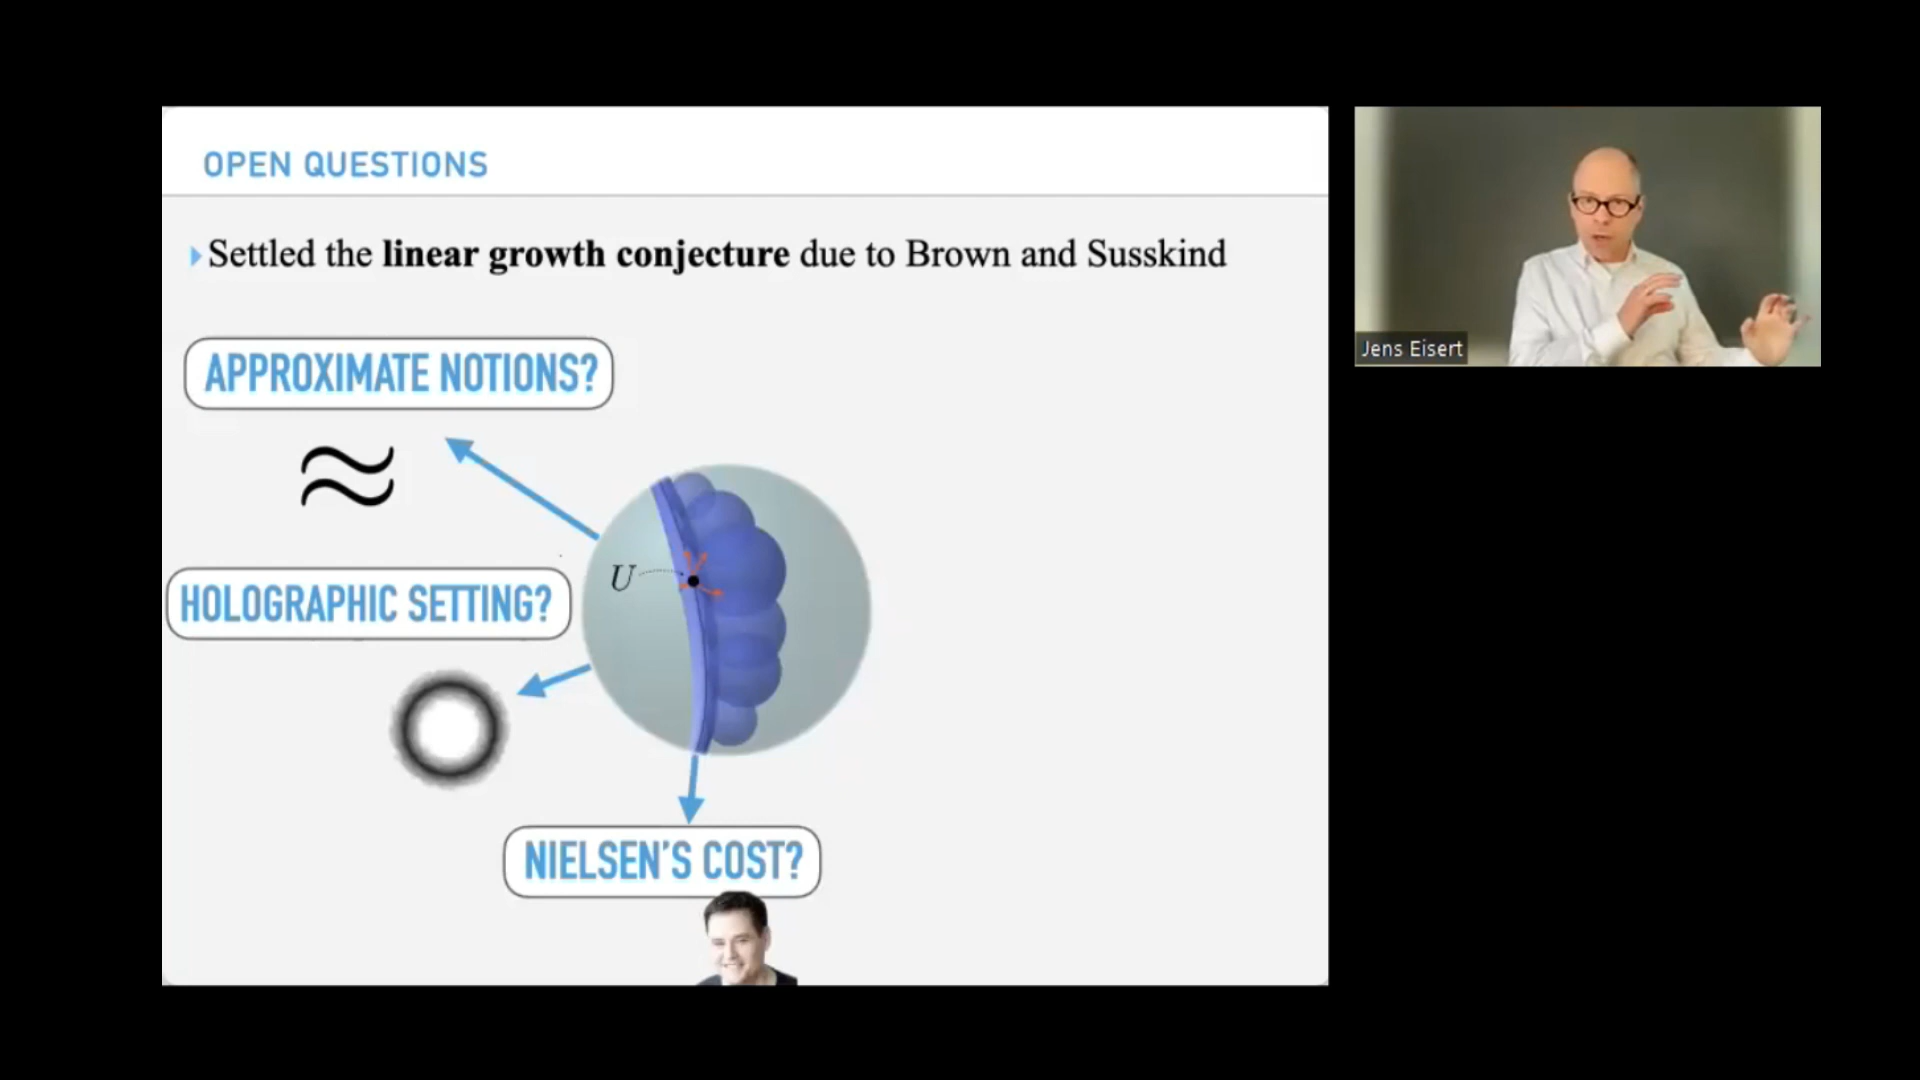 OPEN QUESTIONS
Settled the linear growth conjecture due to Brown and Susskind
APPROXIMATE NOTIONS?
≈
U
HOLOGRAPHIC SETTING?
NIELSEN'S COST?
Jens Eisert